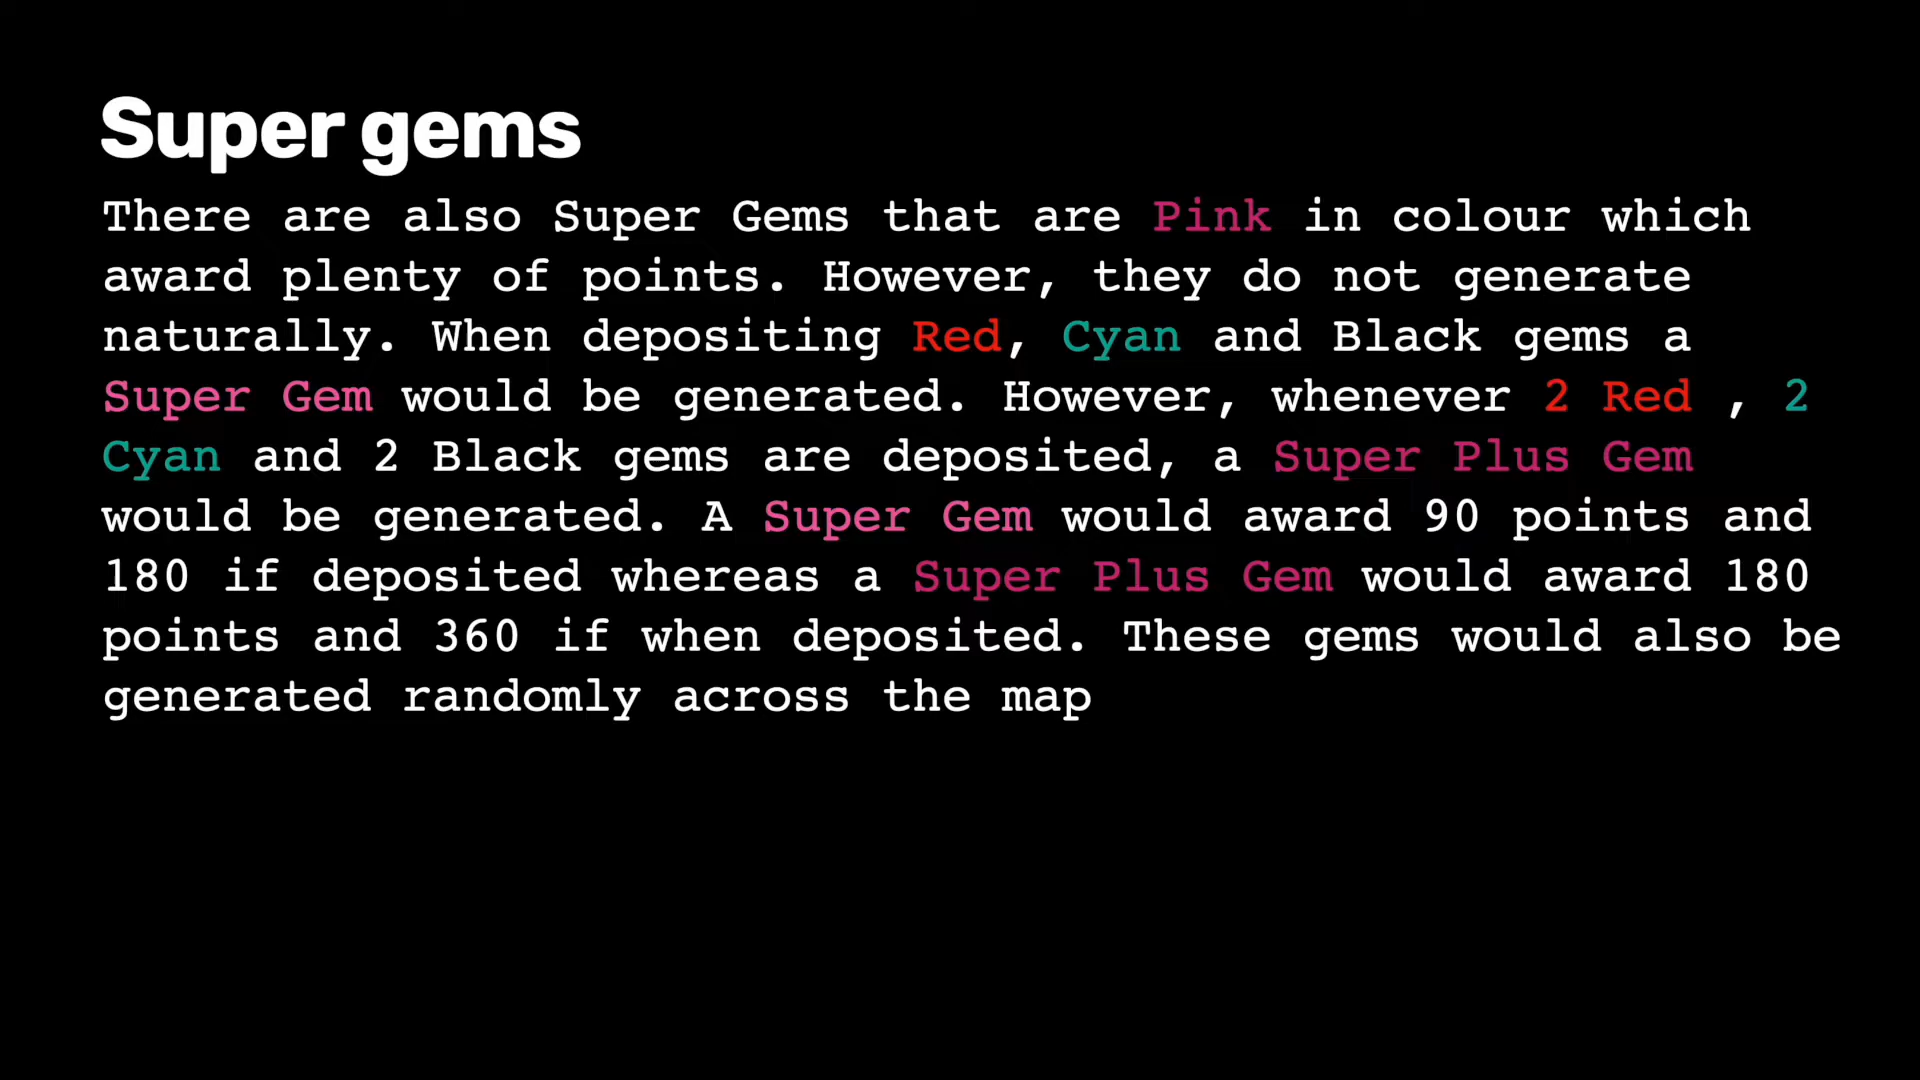 Super gems
There are also Super Gems that are Pink in colour which
award plenty of points. However, they do not generate
naturally. When depositing Red, Cyan and Black gems a
Super Gem would be generated. However, whenever 2 Red , 2
Cyan and 2 Black gems are deposited, a Super Plus Gem
would be generated. A Super Gem would award 90 points and
180 if deposited whereas a Super Plus Gem would award 180
points and 360 if when deposited. These gems would also be
generated randomly across the map